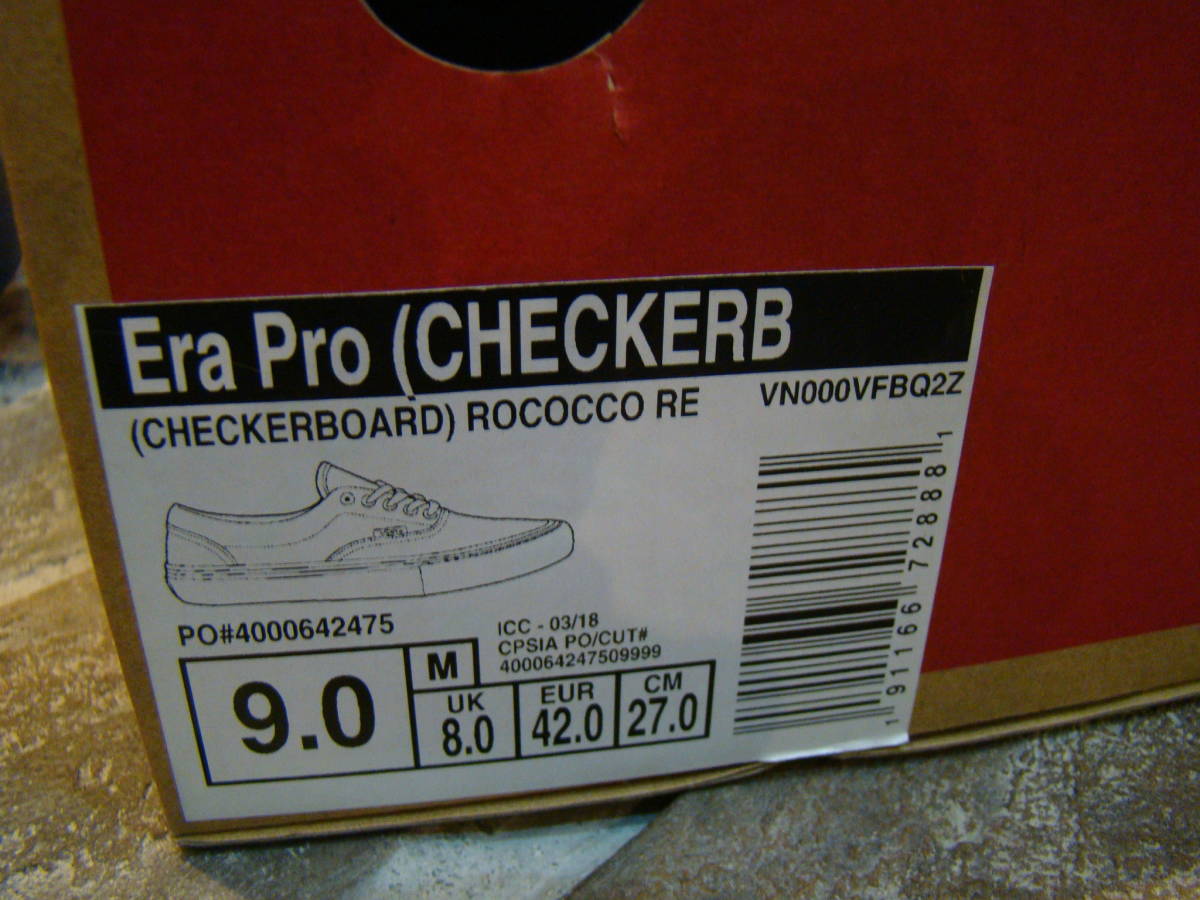 Era Pro (CHECKERB
(CHECKERBOARD) ROCOCCO RE
VN000VFBQ2Z
PO#4000642475
ICC - 03/18
CPSIA PO/CUT#
400064247509999
9.0
M
UK
8.0
EUR
42.0
CM
27.0
1 91166 72888 1